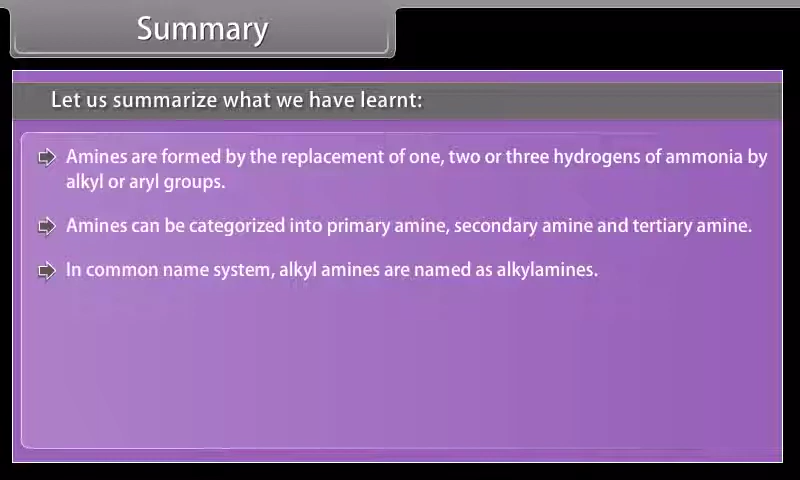 Summary
Let us summarize what we have learnt:
Amines are formed by the replacement of one, two or three hydrogens of ammonia by
alkyl or aryl groups.
Amines can be categorized into primary amine, secondary amine and tertiary amine.
In common name system, alkyl amines are named as alkylamines.